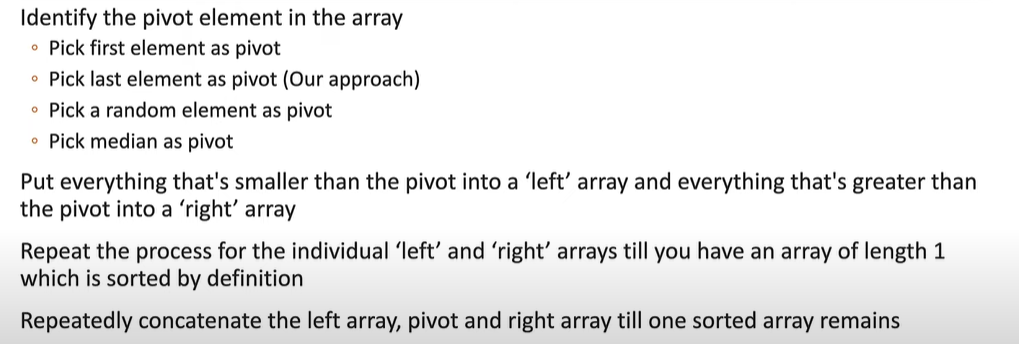 Identify the pivot element in the array
◦ Pick first element as pivot
◦ Pick last element as pivot (Our approach)
◦ Pick a random element as pivot
◦ Pick median as pivot
Put everything that's smaller than the pivot into a ‘left’ array and everything that's greater than
the pivot into a ‘right’ array
Repeat the process for the individual ‘left’ and ‘right’ arrays till you have an array of length 1
which is sorted by definition
Repeatedly concatenate the left array, pivot and right array till one sorted array remains